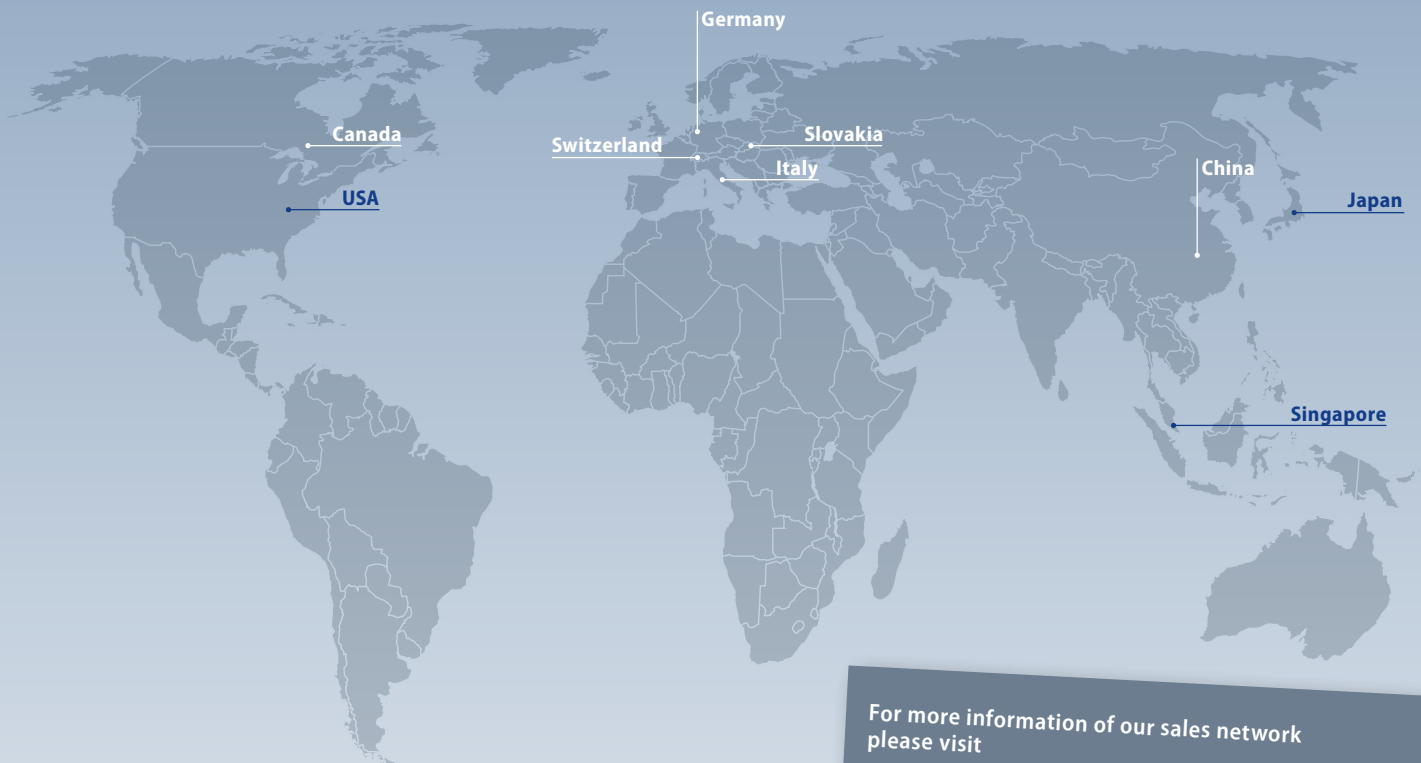 Germany
Canada
Switzerland
Slovakia
Italy
China
USA
Japan
Singapore
For more information of our sales network
please visit